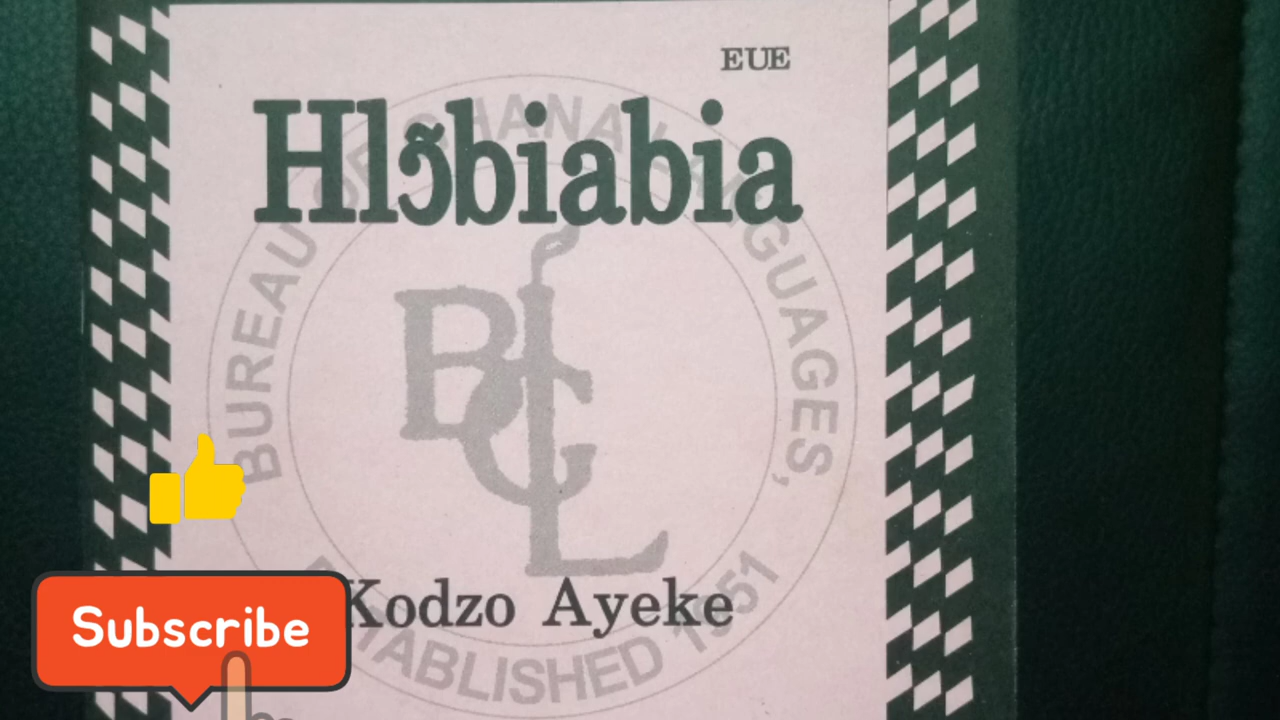 EUE
Hlɔ̃biabia
BUREAU OF GHANA LANGUAGES,
BGL
Kodzo Ayeke
ESTABLISHED 1951
Subscribe